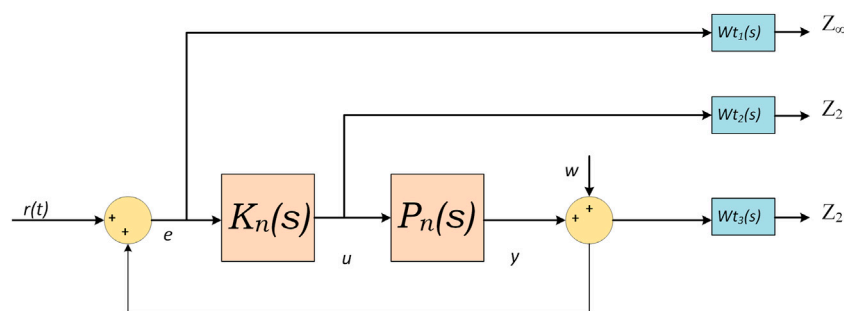 Wt₁(s)
Z∞
Wt₂(s)
Z₂
w
r(t)
+
+
e
Kₙ(s)
u
Pₙ(s)
y
+
+
Wt₃(s)
Z₂